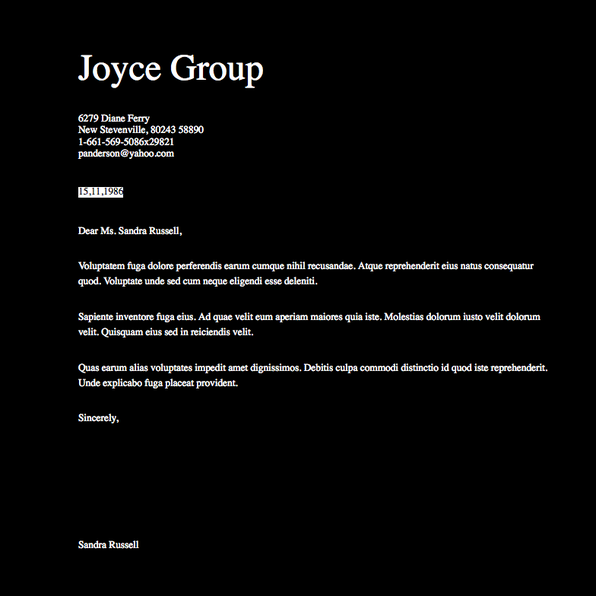 Joyce Group
6279 Diane Ferry
New Stevenville, 80243 58890
1-661-569-5086x29821
panderson@yahoo.com
15,11,1986
Dear Ms. Sandra Russell,
Voluptatem fuga dolore perferendis earum cumque nihil recusandae. Atque reprehenderit eius natus consequatur
quod. Voluptate unde sed cum neque eligendi esse deleniti.
Sapiente inventore fuga eius. Ad quae velit eum aperiam maiores quia iste. Molestias dolorum iusto velit dolorum
velit. Quisquam eius sed in reiciendis velit.
Quas earum alias voluptates impedit amet dignissimos. Debitis culpa commodi distinctio id quod iste reprehenderit.
Unde explicabo fuga placeat provident.
Sincerely,
Sandra Russell